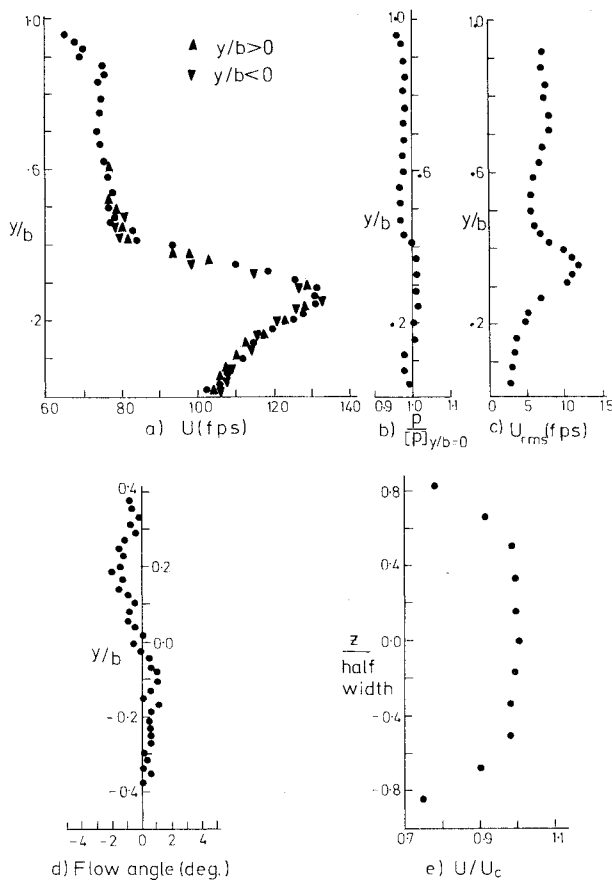 1.0
.6
y/b
.2
60 80 100 120 140
a) U(fps)
▲ y/b>0
▼ y/b<0
1.0
.6
y/b
.2
0.9 1.0 1.1
b) p/[p]y/b=0
1.0
.6
y/b
.2
0 5 10 15
c) Urms(fps)
0.4
0.2
y/b
0.0
-0.2
-0.4
-4 -2 0 2 4
d) Flow angle (deg.)
0.8
0.4
z
half
width
0.0
-0.4
-0.8
0.7 0.9 1.1
e) U/Uc